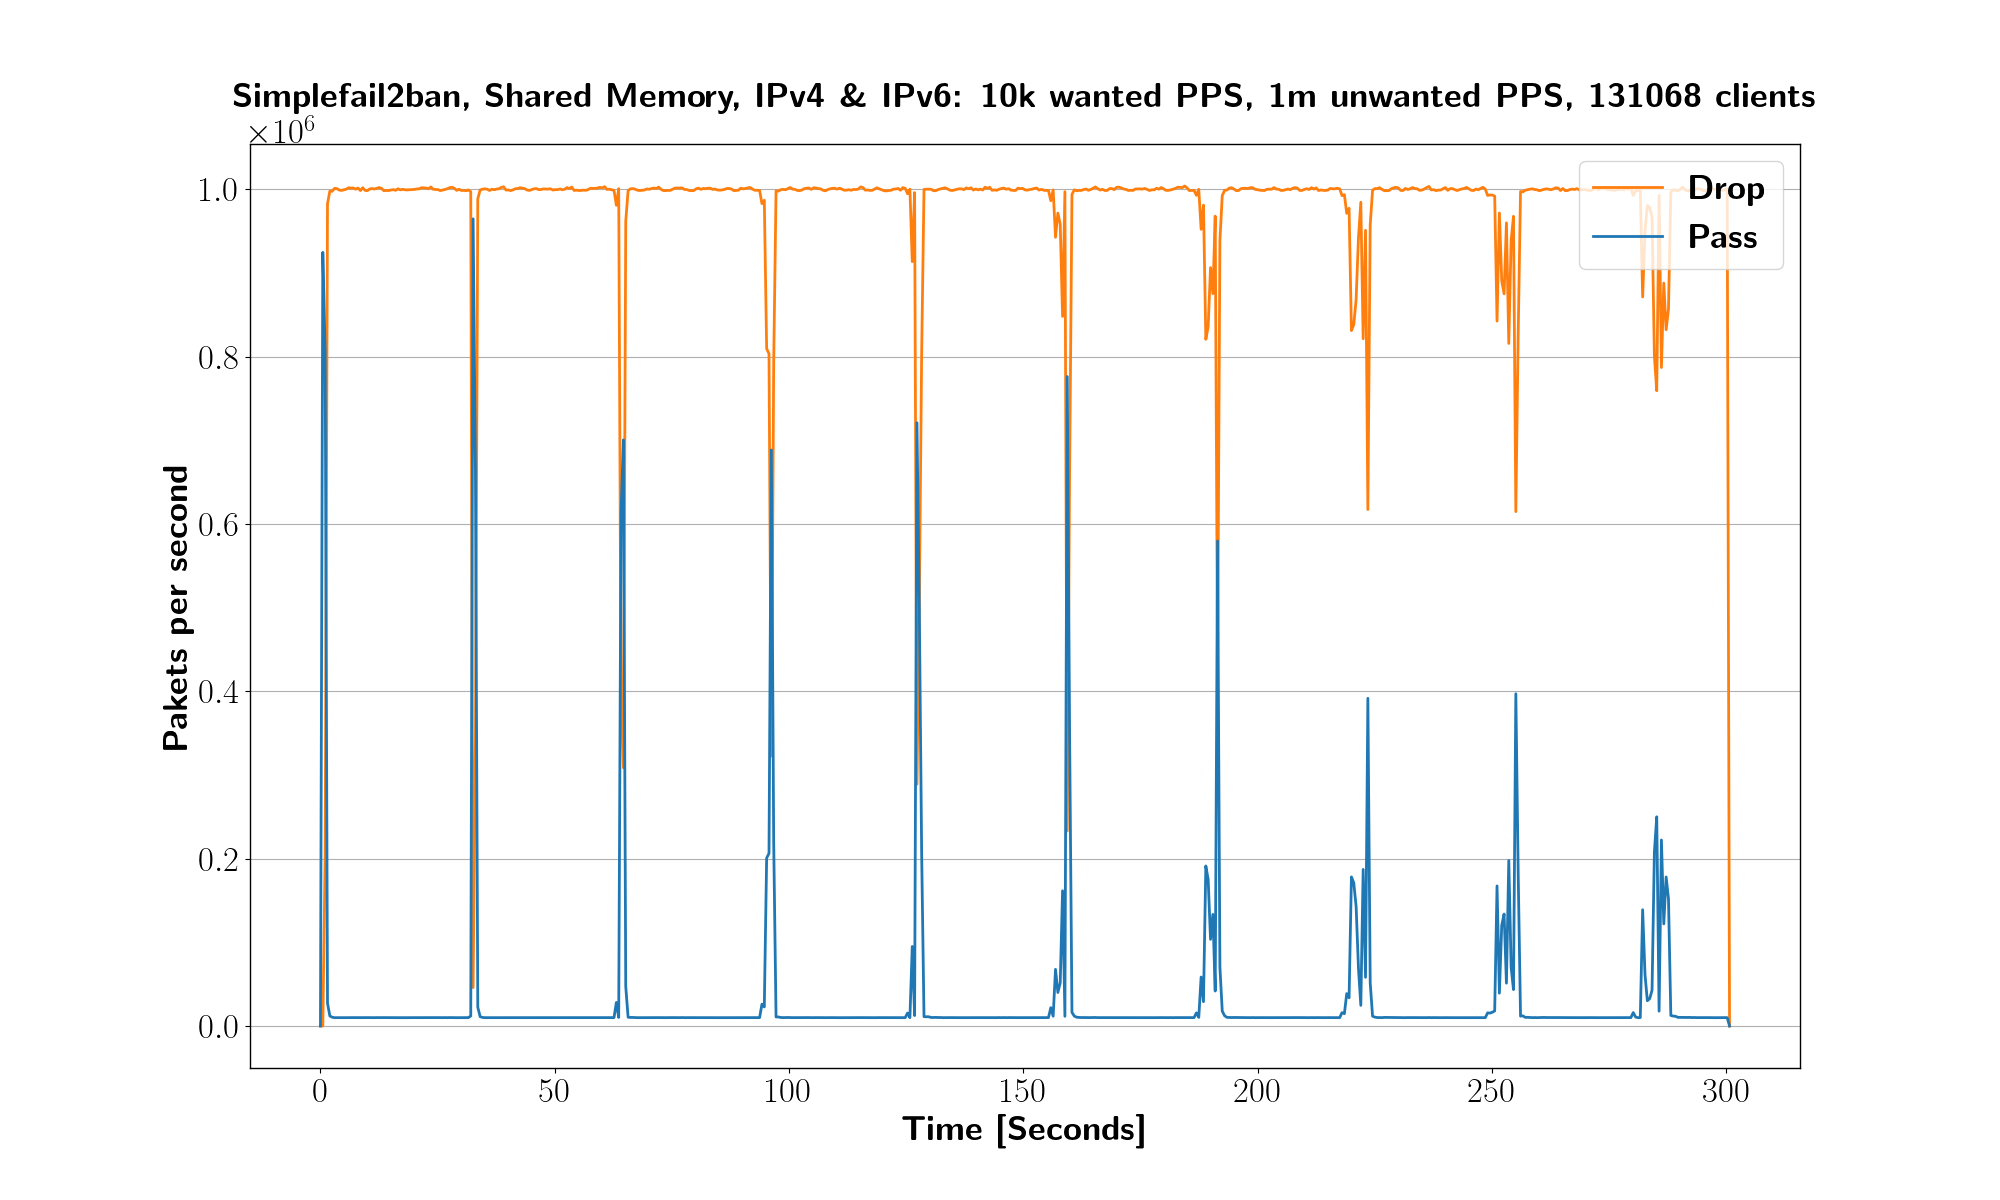 Simplefail2ban, Shared Memory, IPv4 & IPv6: 10k wanted PPS, 1m unwanted PPS, 131068 clients
×10⁶
1.0
0.8
0.6
0.4
0.2
0.0
Pakets per second
Drop
Pass
0 50 100 150 200 250 300
Time [Seconds]